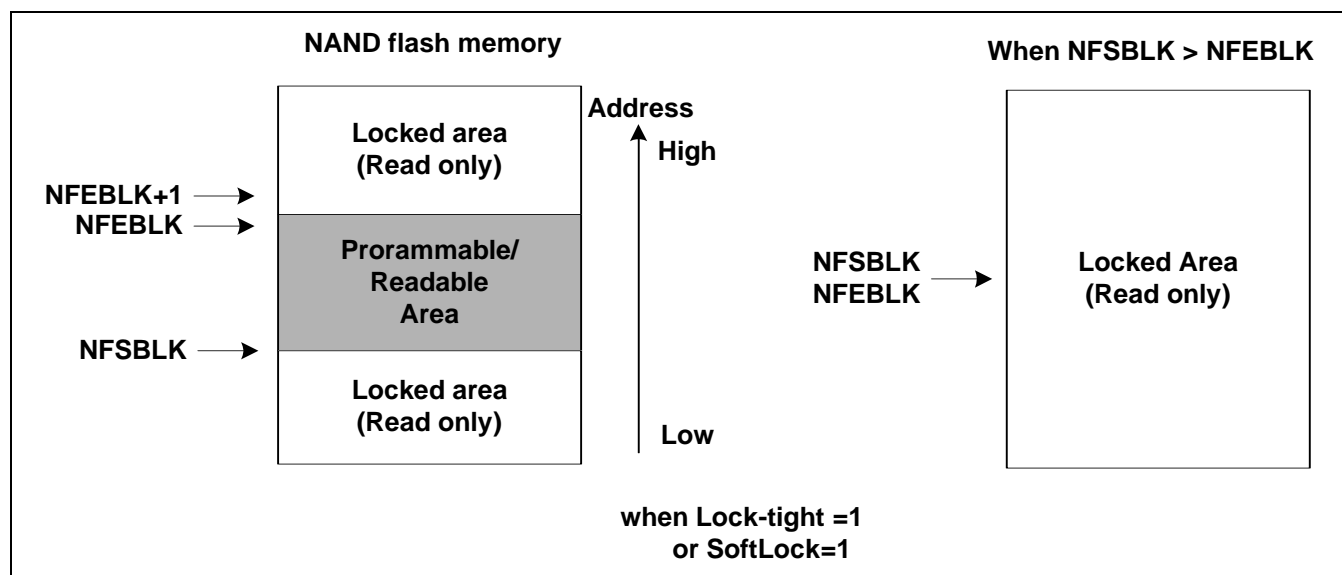 NAND flash memory
Locked area
(Read only)
Address
High
NFEBLK+1
NFEBLK
Prorammable/
Readable
Area
NFSBLK
Locked area
(Read only)
Low
when Lock-tight =1
or SoftLock=1
When NFSBLK > NFEBLK
NFSBLK
NFEBLK
Locked Area
(Read only)